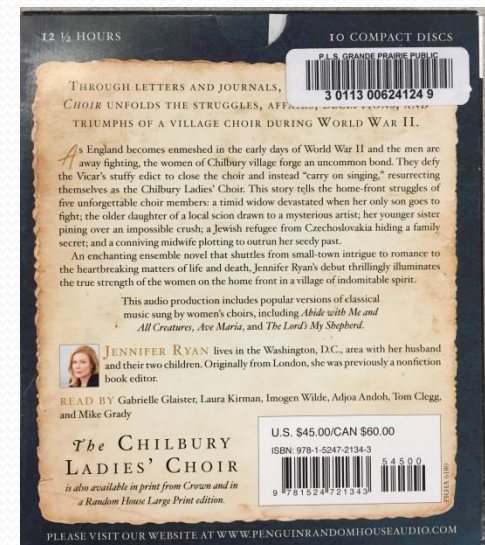 12 ½ HOURS
10 COMPACT DISCS
P.L.S. GRANDE PRAIRIE PUBLIC
3 0113 00624124 9
THROUGH LETTERS AND JOURNALS,
CHOIR UNFOLDS THE STRUGGLES, AFFAIRS, DECEPTIONS, AND
TRIUMPHS OF A VILLAGE CHOIR DURING WORLD WAR II.
As England becomes enmeshed in the early days of World War II and the men are
away fighting, the women of Chilbury village forge an uncommon bond. They defy
the Vicar's stuffy edict to close the choir and instead "carry on singing," resurrecting
themselves as the Chilbury Ladies' Choir. This story tells the home-front struggles of
five unforgettable choir members: a timid widow devastated when her only son goes to
fight; the older daughter of a local scion drawn to a mysterious artist; her younger sister
pining over an impossible crush; a Jewish refugee from Czechoslovakia hiding a family
secret; and a conniving midwife plotting to outrun her seedy past.
An enchanting ensemble novel that shuttles from small-town intrigue to romance to
the heartbreaking matters of life and death, Jennifer Ryan's debut thrillingly illuminates
the true strength of the women on the home front in a village of indomitable spirit.
This audio production includes popular versions of classical
music sung by women's choirs, including Abide with Me and
All Creatures, Ave Maria, and The Lord's My Shepherd.
JENNIFER RYAN lives in the Washington, D.C., area with her husband
and their two children. Originally from London, she was previously a nonfiction
book editor.
READ BY Gabrielle Glaister, Laura Kirman, Imogen Wilde, Adjoa Andoh, Tom Clegg,
and Mike Grady
The CHILBURY
LADIES' CHOIR
is also available in print from Crown and in
a Random House Large Print edition.
U.S. $45.00/CAN $60.00
ISBN: 978-1-5247-2134-3
54500
9 781524 721343
PRHA 6180
PLEASE VISIT OUR WEBSITE AT WWW.PENGUINRANDOMHOUSEAUDIO.COM